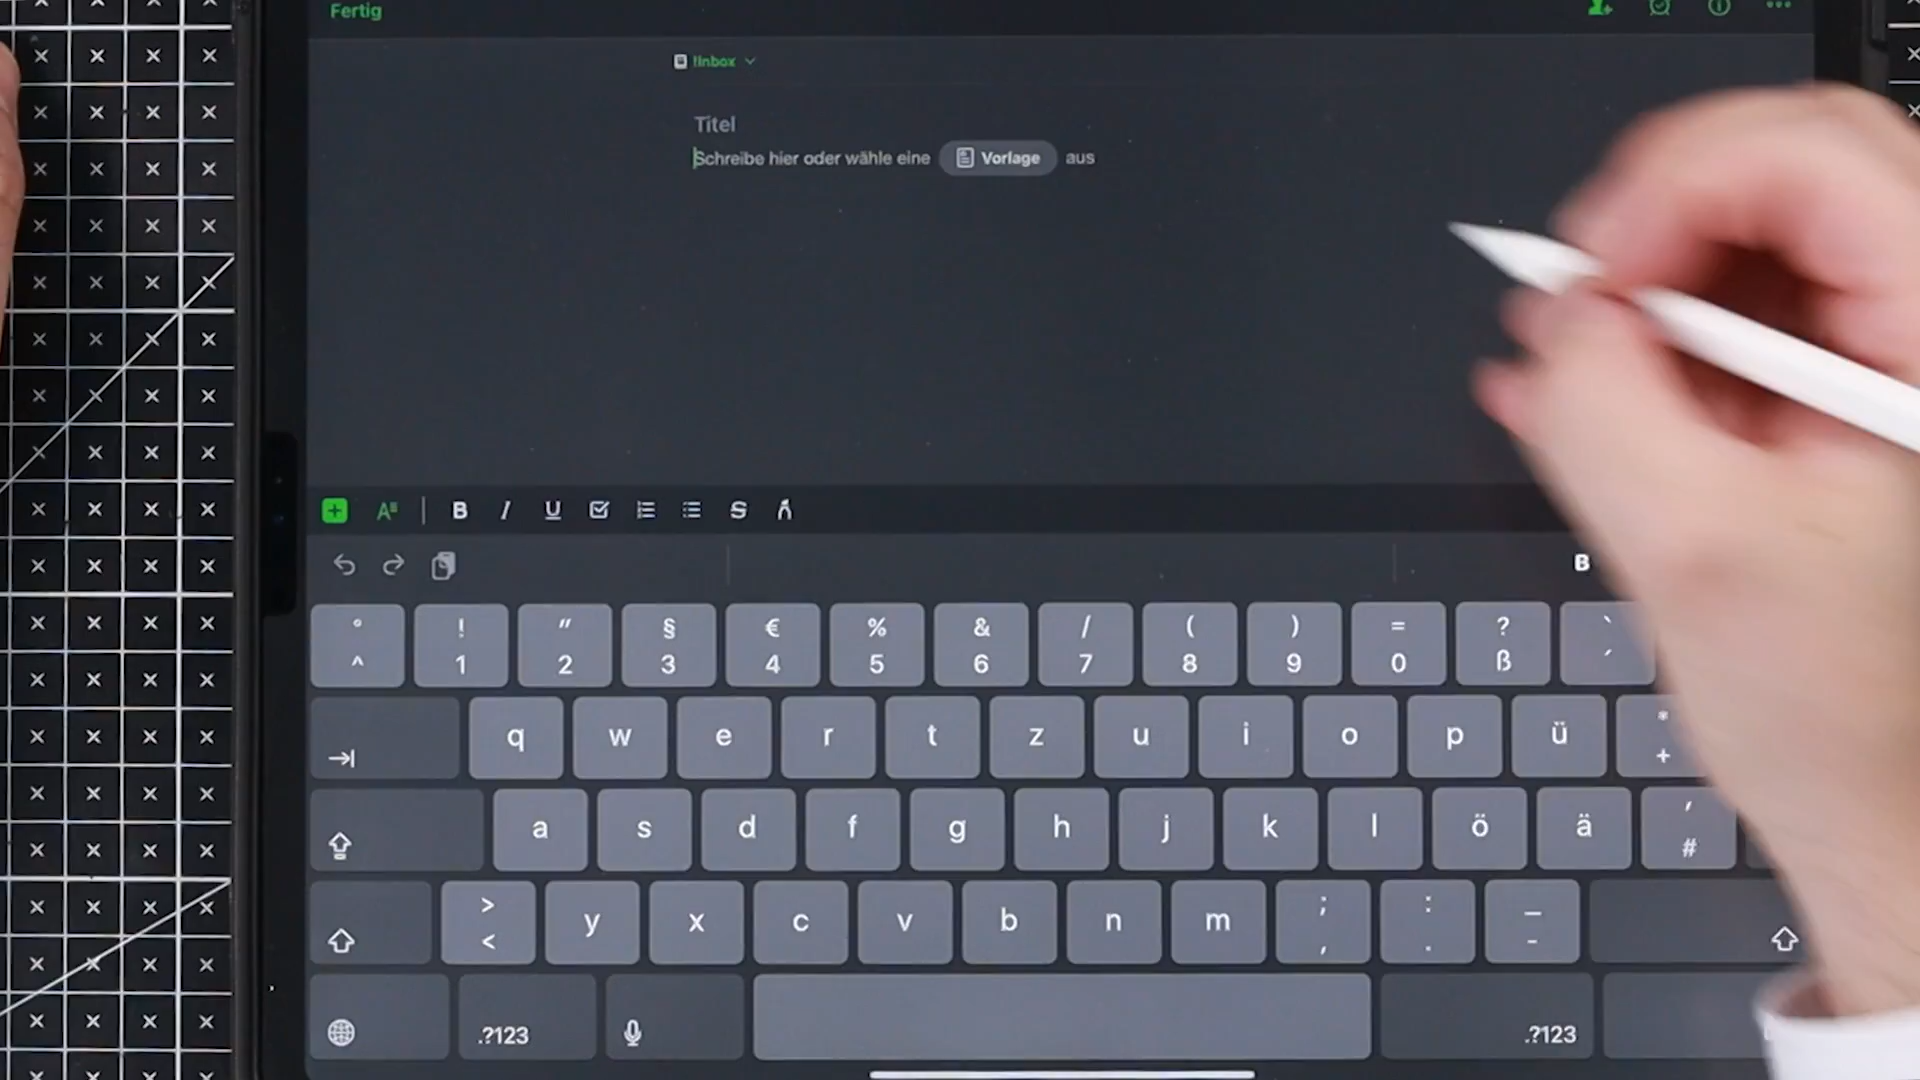 Fertig
!Inbox
Titel
Schreibe hier oder wähle eine Vorlage aus
A B I U S
B
° ! " § € % & / ( ) = ? `
^ 1 2 3 4 5 6 7 8 9 0 ß ´
q w e r t z u i o p ü * +
a s d f g h j k l ö ä ' #
> < y x c v b n m ; , : . _ -
.?123 .?123